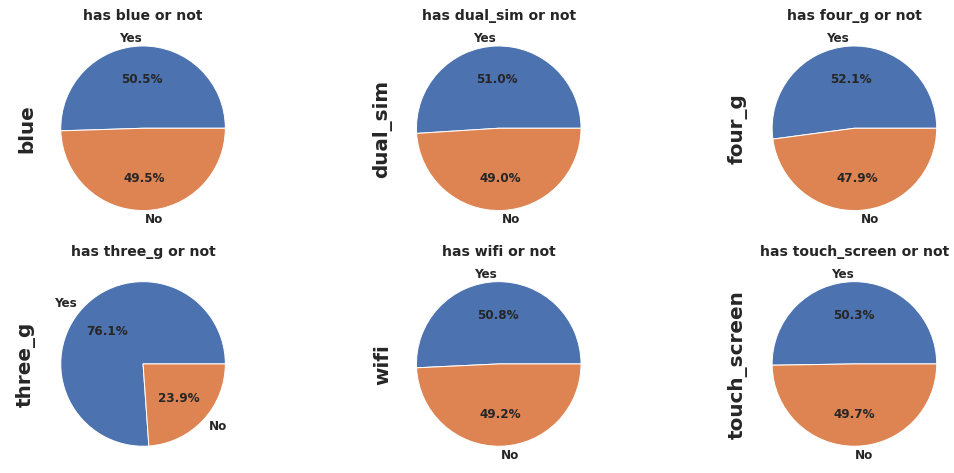 has blue or not
Yes
50.5%
blue
49.5%
No
has dual_sim or not
Yes
51.0%
dual_sim
49.0%
No
has four_g or not
Yes
52.1%
four_g
47.9%
No
has three_g or not
Yes
76.1%
three_g
23.9%
No
has wifi or not
Yes
50.8%
wifi
49.2%
No
has touch_screen or not
Yes
50.3%
touch_screen
49.7%
No